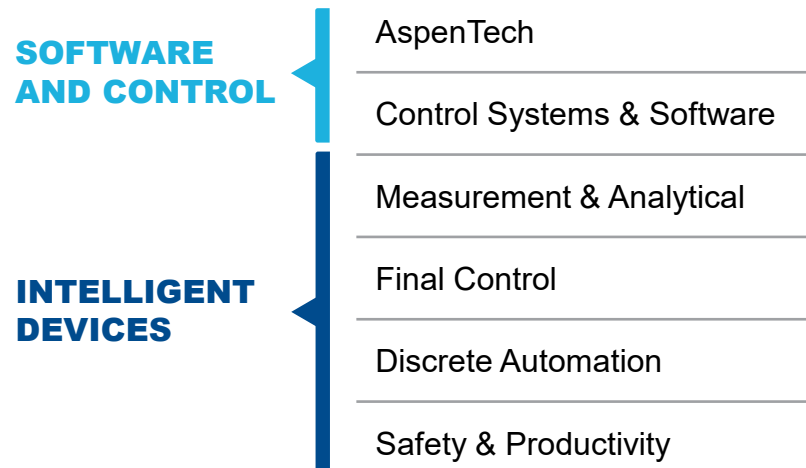 SOFTWARE
AND CONTROL
AspenTech
Control Systems & Software
INTELLIGENT
DEVICES
Measurement & Analytical
Final Control
Discrete Automation
Safety & Productivity